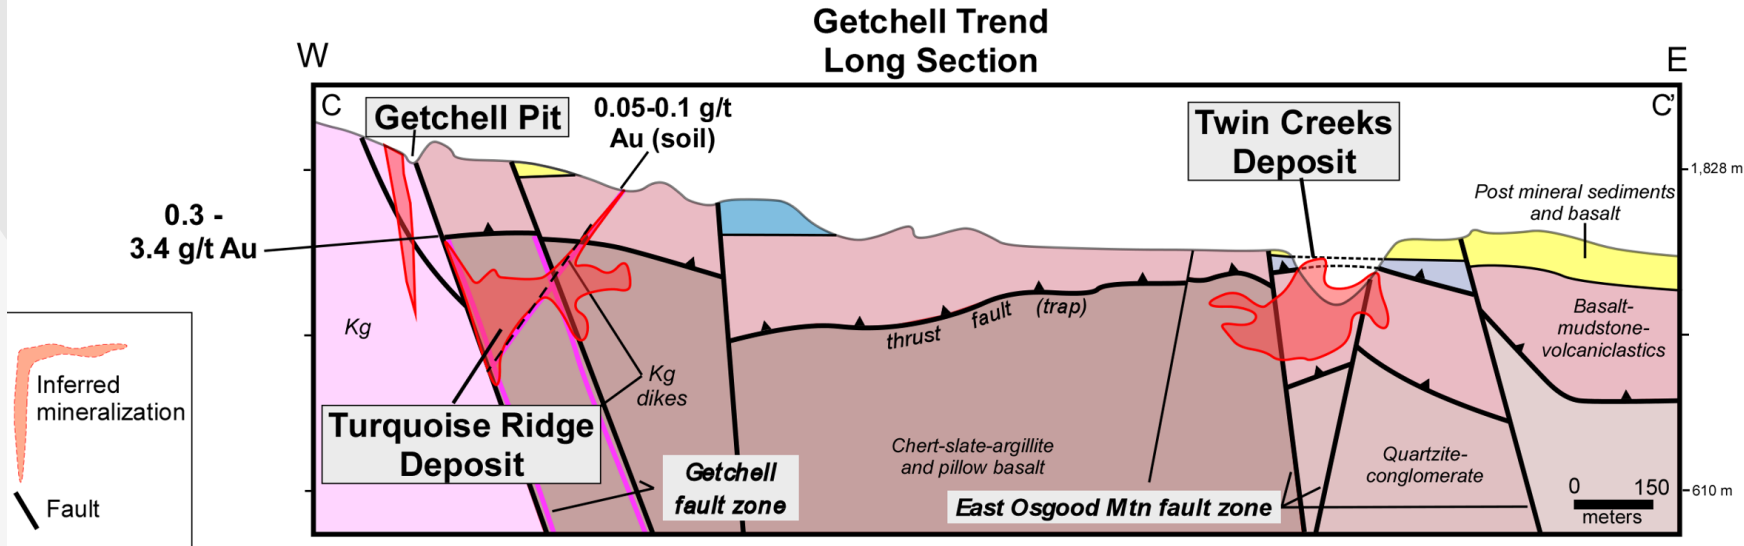 Getchell Trend
Long Section
W
E
C
C'
Getchell Pit
0.05-0.1 g/t
Au (soil)
Twin Creeks
Deposit
1,828 m
Post mineral sediments
and basalt
0.3 -
3.4 g/t Au
Kg
thrust fault (trap)
Basalt-
mudstone-
volcaniclastics
Inferred
mineralization
Kg
dikes
Turquoise Ridge
Deposit
Chert-slate-argillite
and pillow basalt
Quartzite-
conglomerate
Getchell
fault zone
East Osgood Mtn fault zone
0 150
meters
610 m
Fault